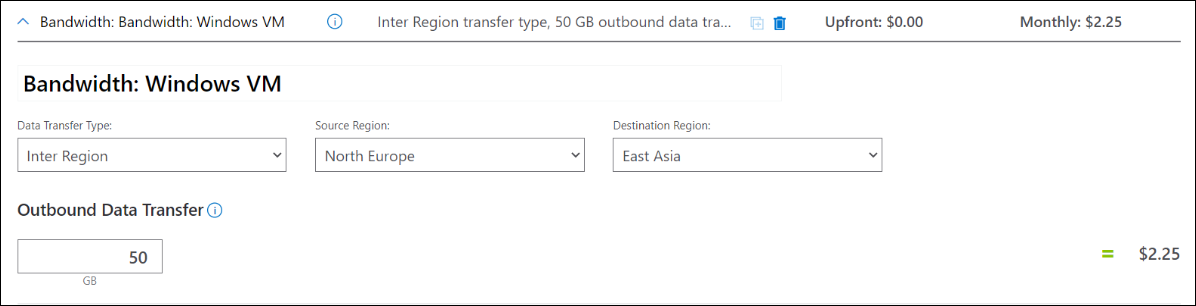 Bandwidth: Bandwidth: Windows VM Inter Region transfer type, 50 GB outbound data tra... Upfront: $0.00 Monthly: $2.25
Bandwidth: Windows VM
Data Transfer Type: Source Region: Destination Region:
Inter Region North Europe East Asia
Outbound Data Transfer
50 = $2.25
GB